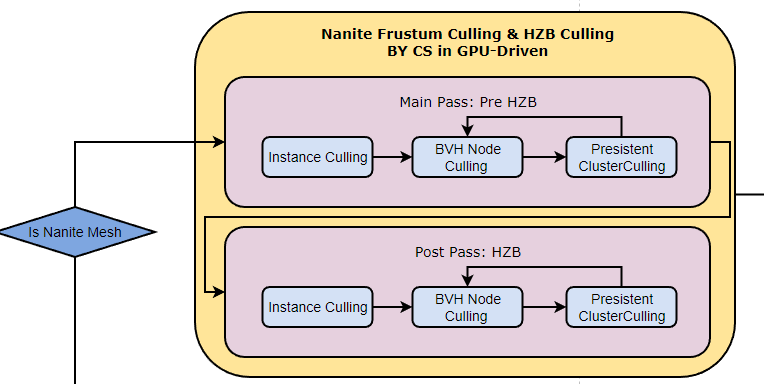 Nanite Frustum Culling & HZB Culling
BY CS in GPU-Driven
Main Pass: Pre HZB
Instance Culling
BVH Node
Culling
Presistent
ClusterCulling
Is Nanite Mesh
Post Pass: HZB
Instance Culling
BVH Node
Culling
Presistent
ClusterCulling